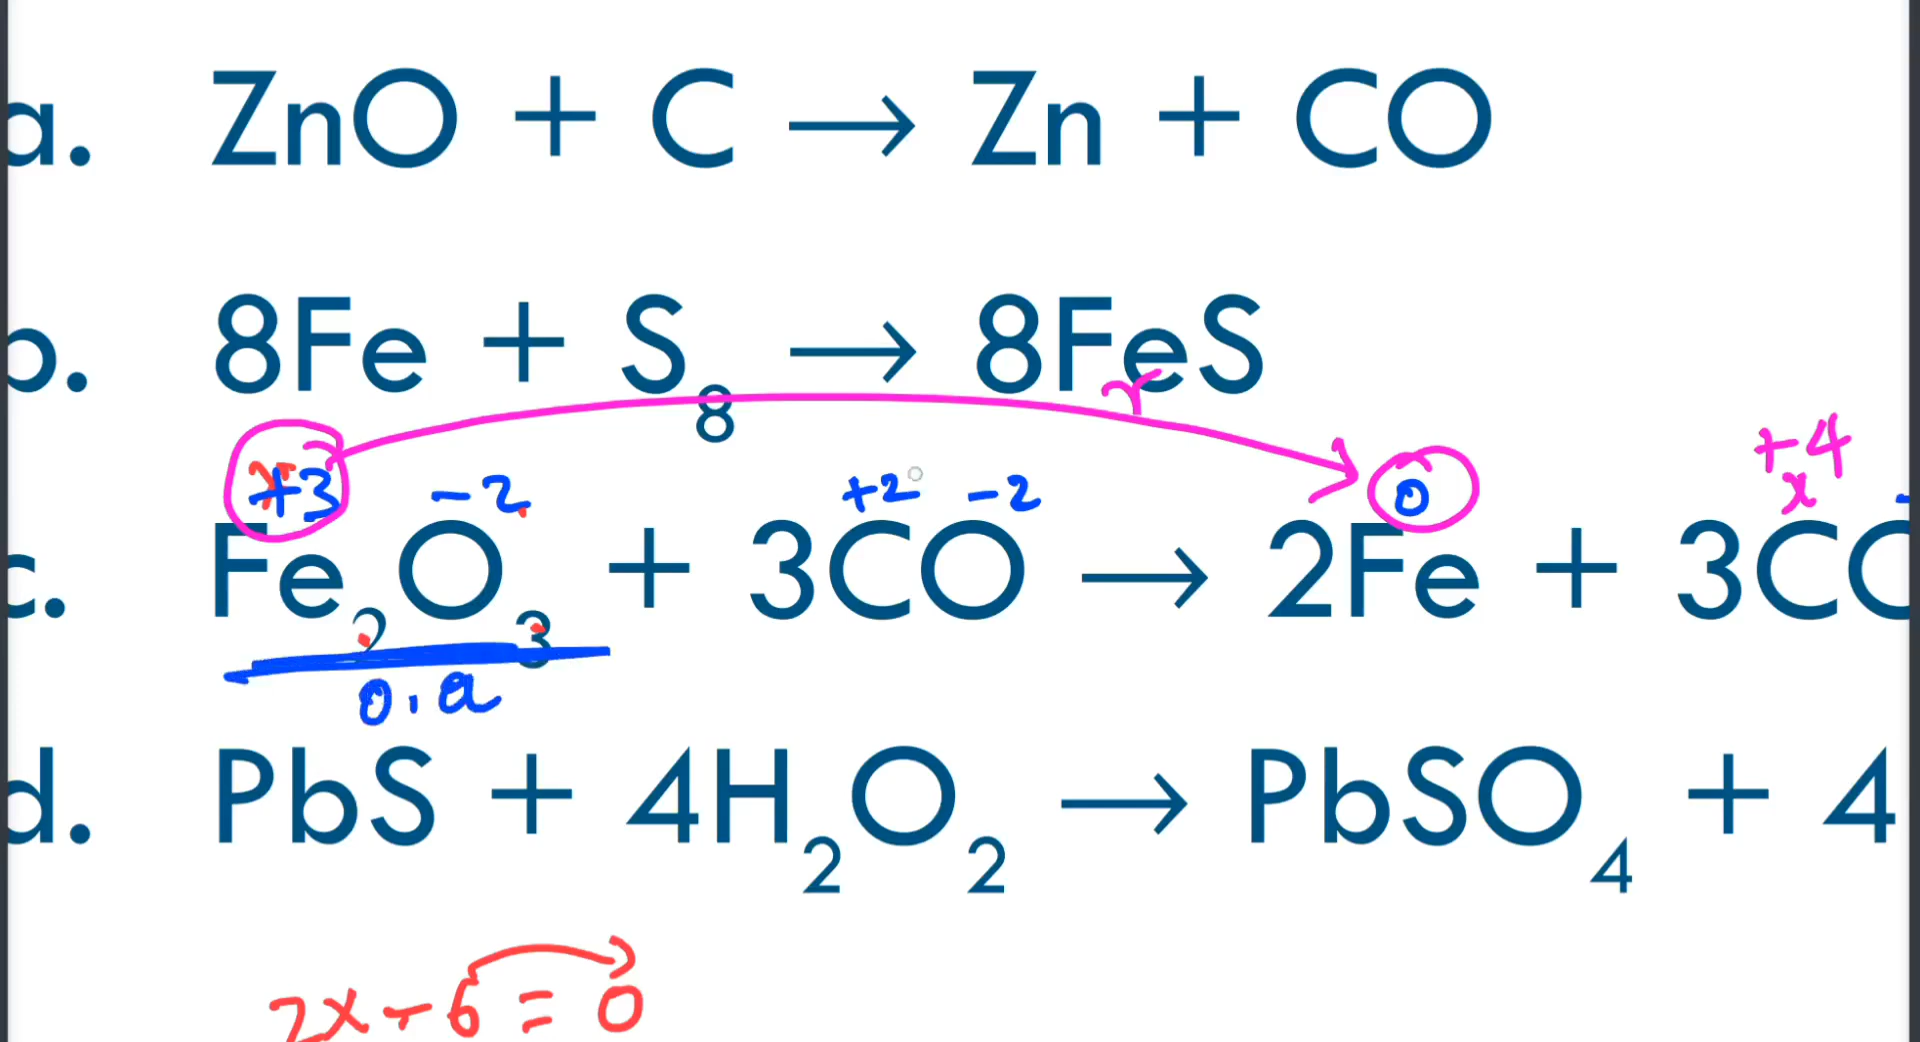 a. ZnO + C → Zn + CO
b. 8Fe + S₈ → 8FeS
r
+3 -2 +2 -2 0 +4
x
c. Fe₂O₃ + 3CO → 2Fe + 3CO
o.a
d. PbS + 4H₂O₂ → PbSO₄ + 4
2x - 6 = 0